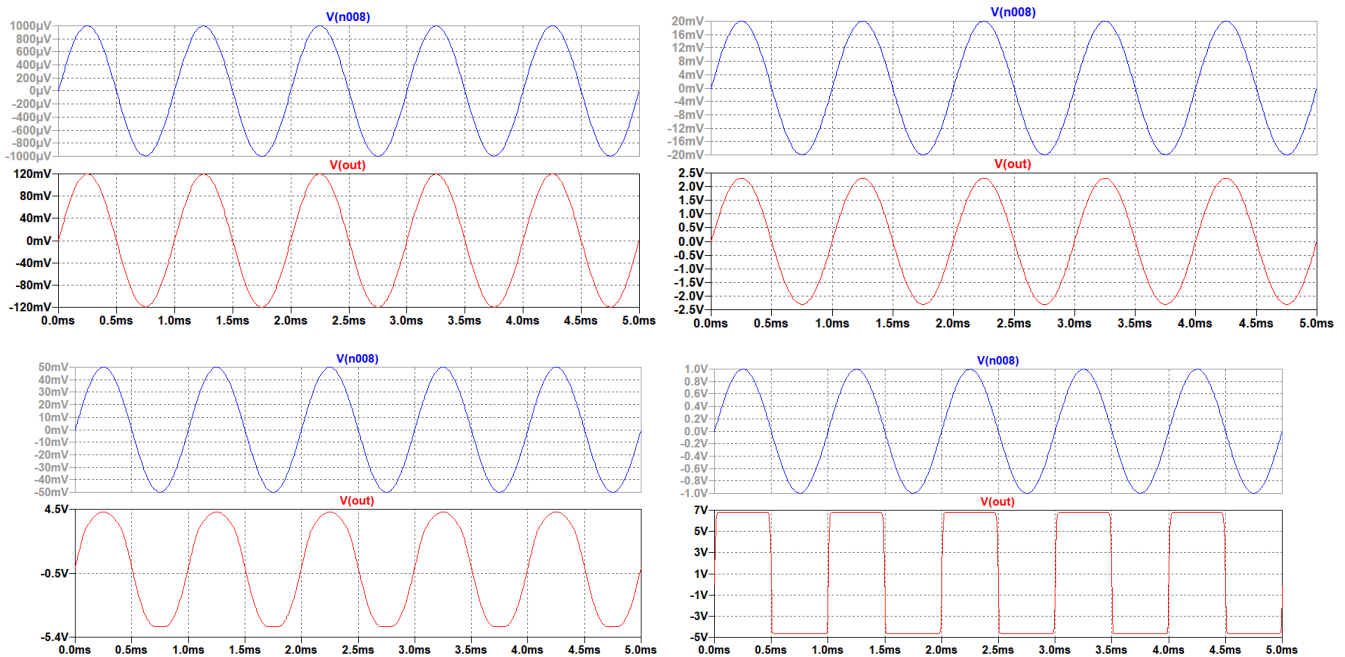 V(n008)
1000µV
800µV
600µV
400µV
200µV
0µV
-200µV
-400µV
-600µV
-800µV
-1000µV
V(out)
120mV
80mV
40mV
0mV
-40mV
-80mV
-120mV
0.0ms 0.5ms 1.0ms 1.5ms 2.0ms 2.5ms 3.0ms 3.5ms 4.0ms 4.5ms 5.0ms
V(n008)
20mV
16mV
12mV
8mV
4mV
0mV
-4mV
-8mV
-12mV
-16mV
-20mV
V(out)
2.5V
2.0V
1.5V
1.0V
0.5V
0.0V
-0.5V
-1.0V
-1.5V
-2.0V
-2.5V
0.0ms 0.5ms 1.0ms 1.5ms 2.0ms 2.5ms 3.0ms 3.5ms 4.0ms 4.5ms 5.0ms
V(n008)
50mV
40mV
30mV
20mV
10mV
0mV
-10mV
-20mV
-30mV
-40mV
-50mV
V(out)
4.5V
-0.5V
-5.4V
0.0ms 0.5ms 1.0ms 1.5ms 2.0ms 2.5ms 3.0ms 3.5ms 4.0ms 4.5ms 5.0ms
V(n008)
1.0V
0.8V
0.6V
0.4V
0.2V
0.0V
-0.2V
-0.4V
-0.6V
-0.8V
-1.0V
V(out)
7V
5V
3V
1V
-1V
-3V
-5V
0.0ms 0.5ms 1.0ms 1.5ms 2.0ms 2.5ms 3.0ms 3.5ms 4.0ms 4.5ms 5.0ms